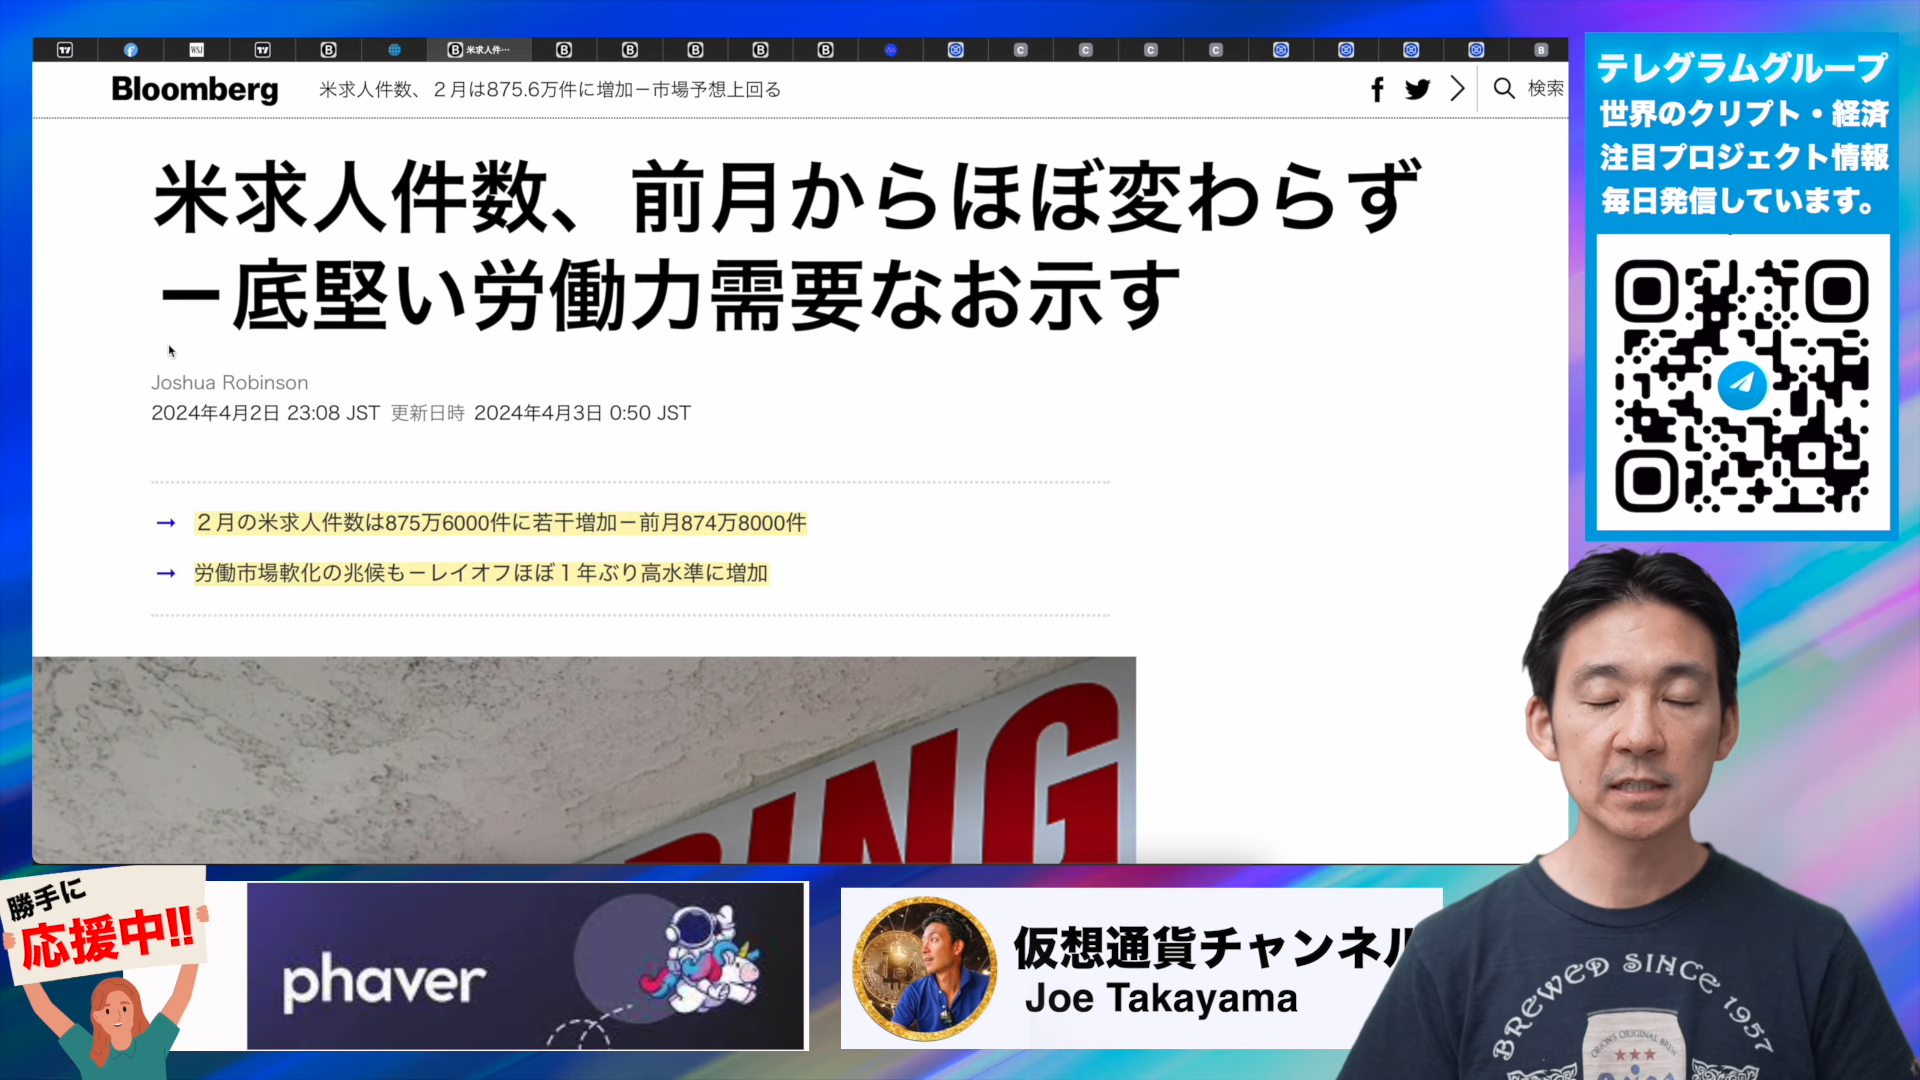 米求人件…
Bloomberg
米求人件数、２月は875.6万件に増加－市場予想上回る
検索
米求人件数、前月からほぼ変わらず
－底堅い労働力需要なお示す
Joshua Robinson
2024年4月2日 23:08 JST 更新日時 2024年4月3日 0:50 JST
→ ２月の米求人件数は875万6000件に若干増加－前月874万8000件
→ 労働市場軟化の兆候も－レイオフほぼ１年ぶり高水準に増加
テレグラムグループ
世界のクリプト・経済
注目プロジェクト情報
毎日発信しています。
勝手に
応援中!!
phaver
仮想通貨チャンネル
Joe Takayama
BREWED SINCE 1957
ORION'S ORIGINAL BREW